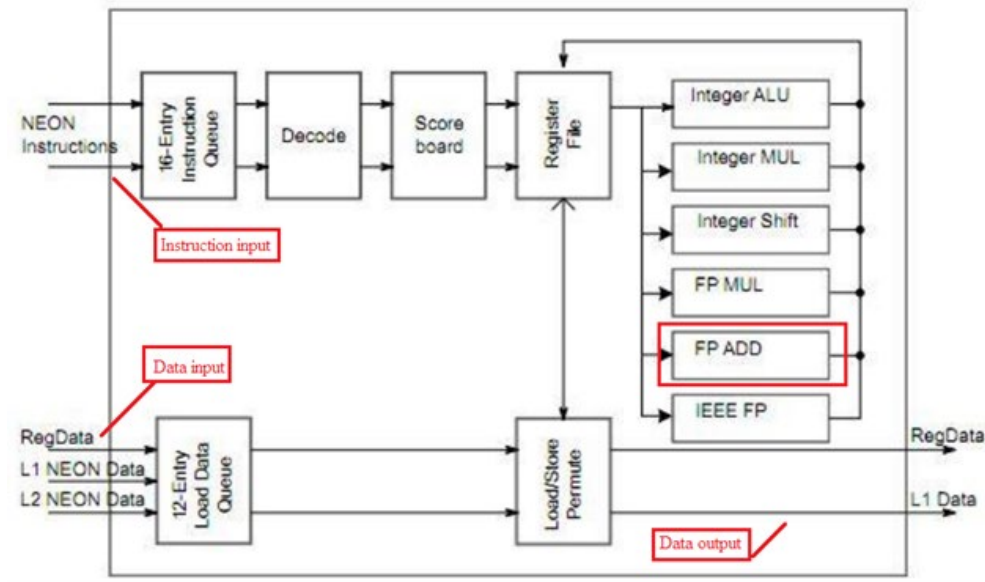 NEON
Instructions
16-Entry
Instruction
Queue
Decode
Score
board
Register
File
Integer ALU
Integer MUL
Integer Shift
FP MUL
FP ADD
IEEE FP
Instruction input
Data input
RegData
L1 NEON Data
L2 NEON Data
12-Entry
Load Data
Queue
Load/Store
Permute
RegData
L1 Data
Data output